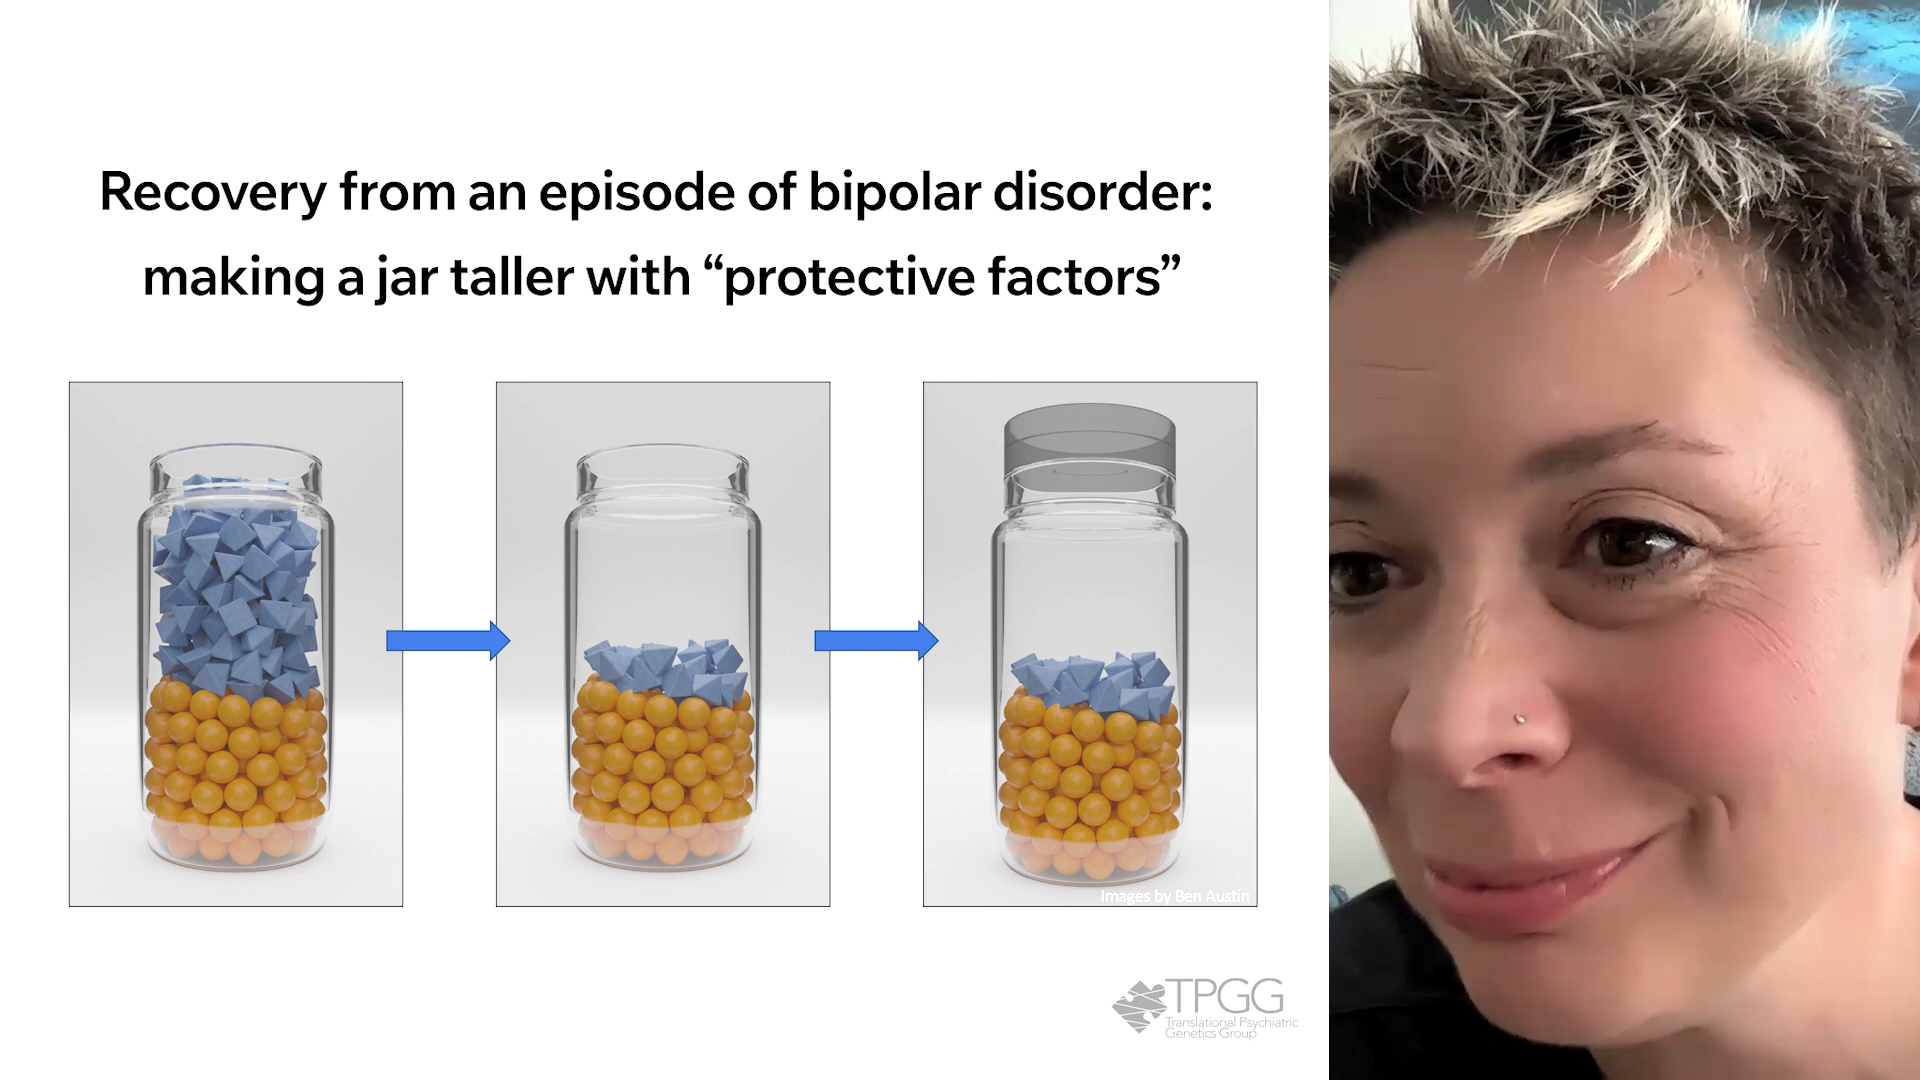 Recovery from an episode of bipolar disorder:
making a jar taller with “protective factors”
Images by Ben Austin
TPGG
Translational Psychiatric
Genetics Group